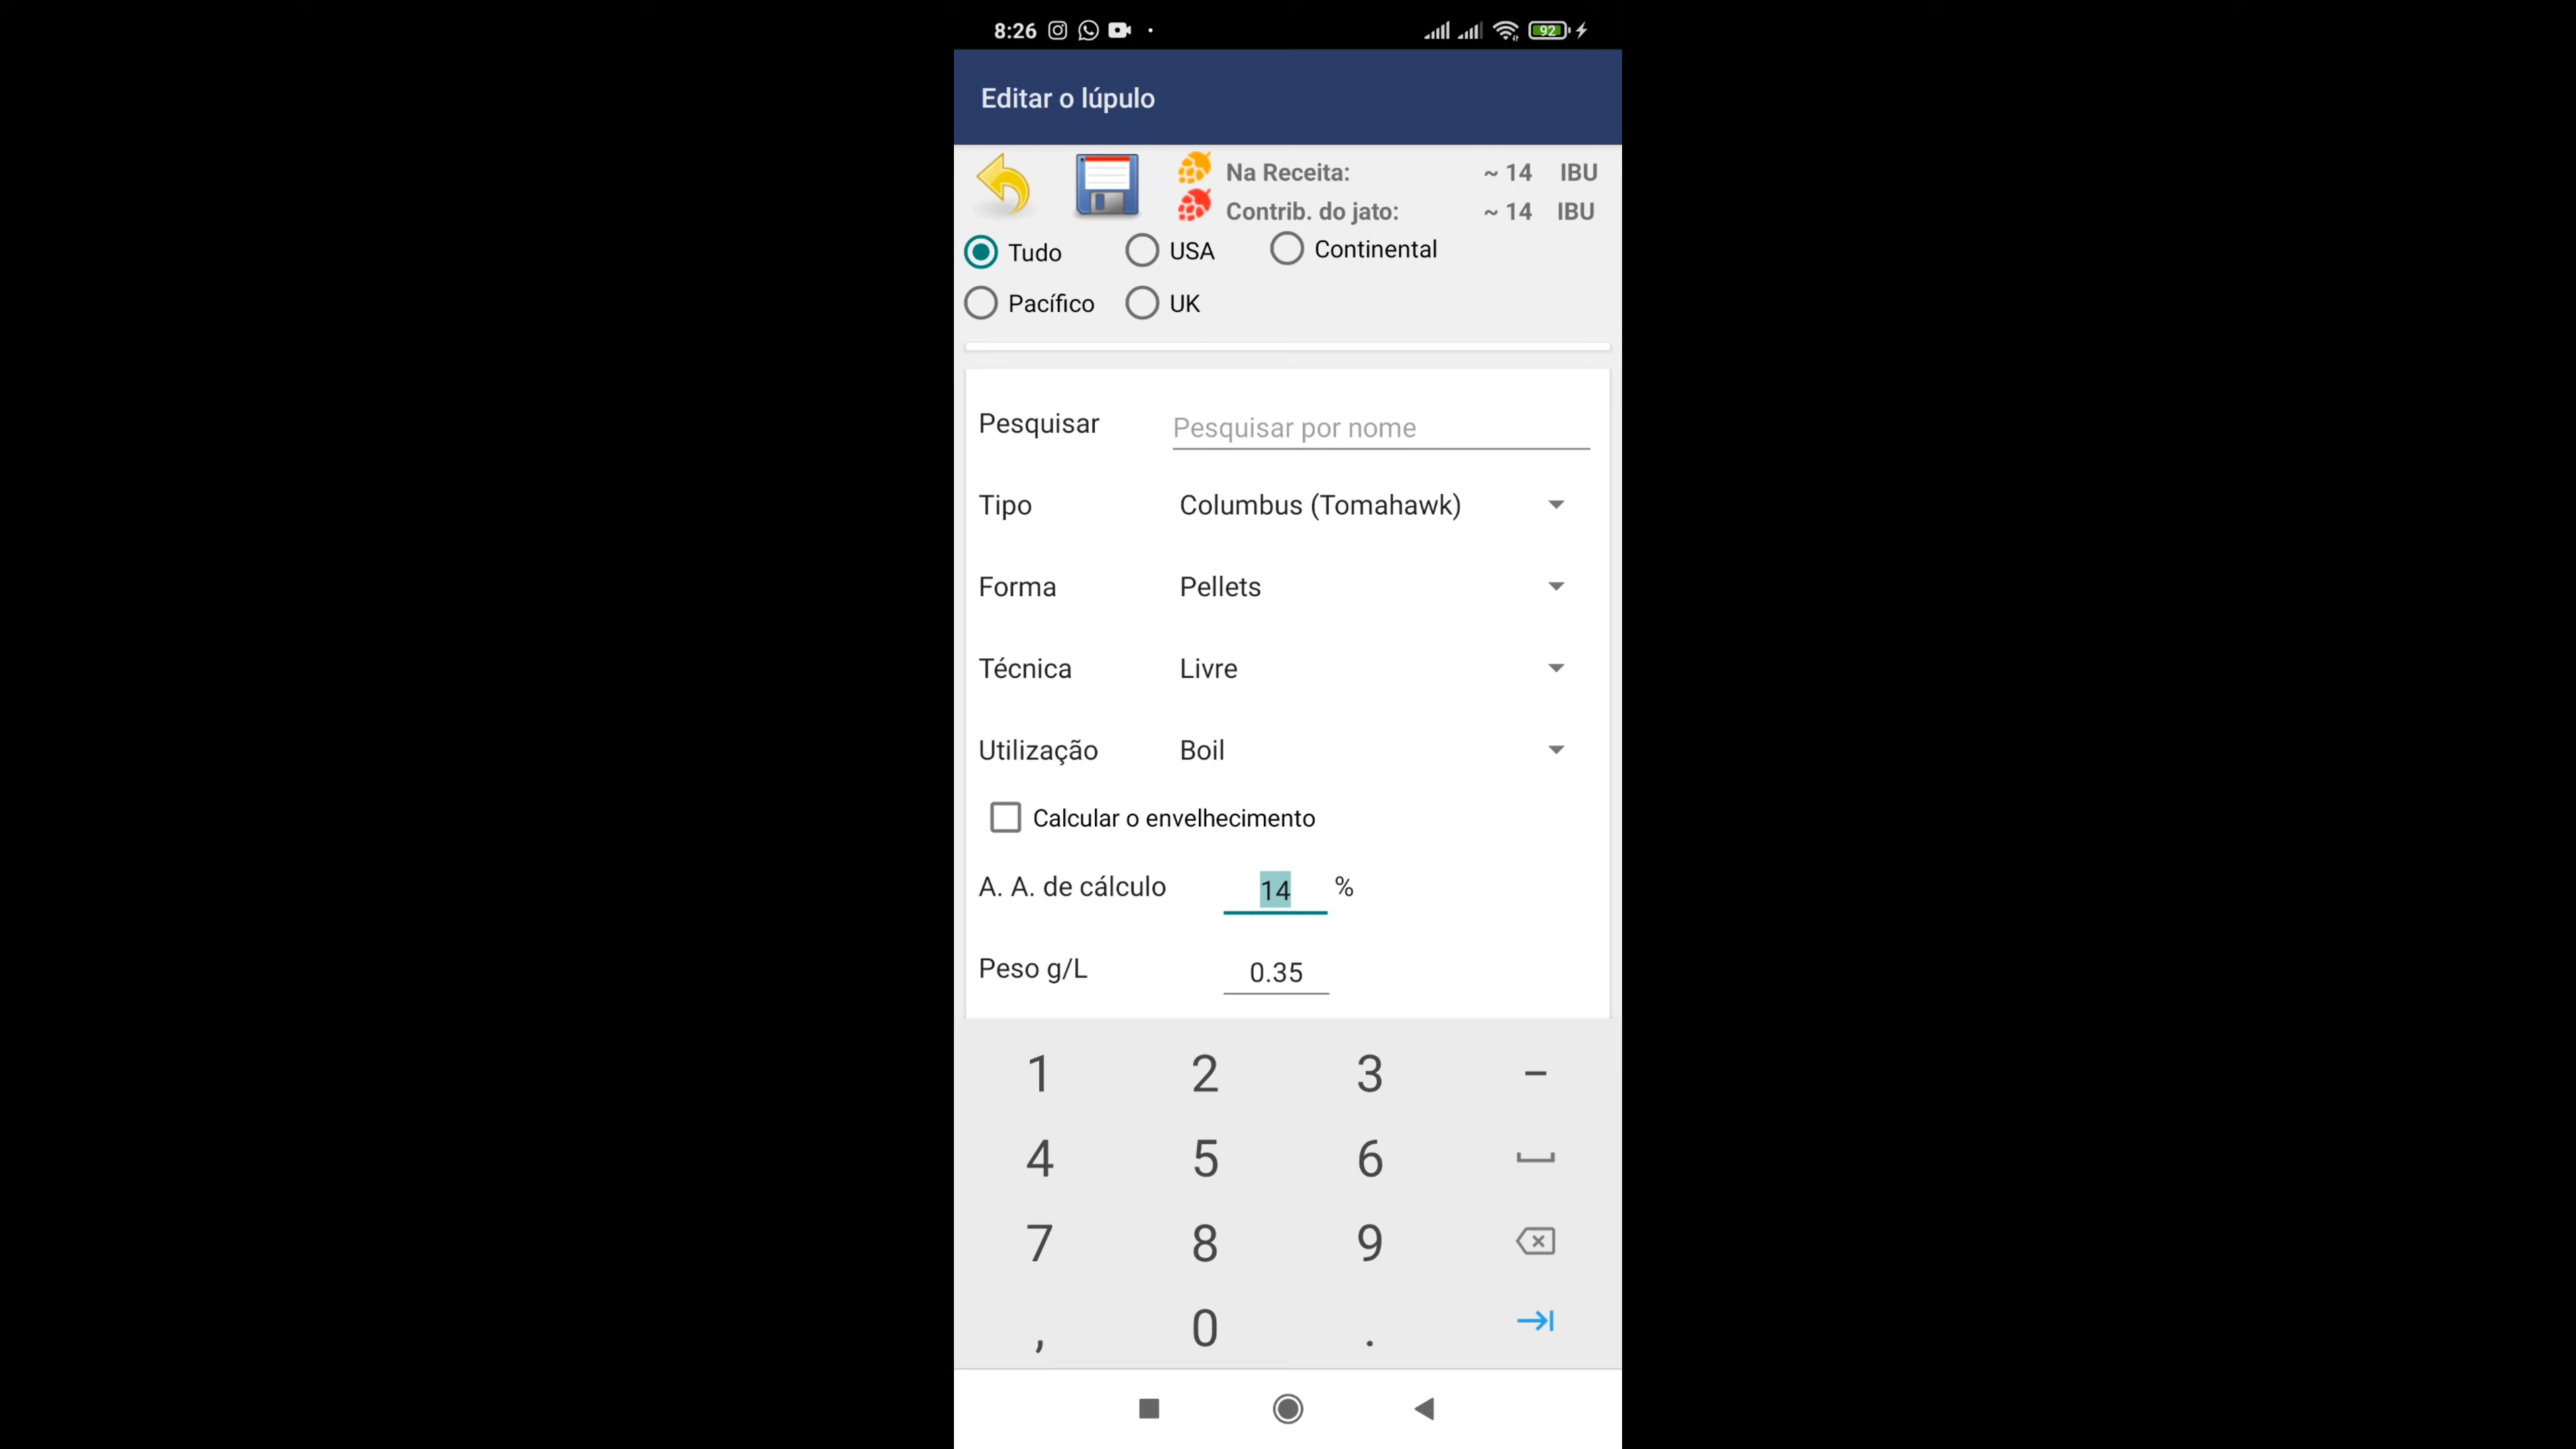 8:26
92
Editar o lúpulo
Na Receita: ~ 14 IBU
Contrib. do jato: ~ 14 IBU
Tudo USA Continental
Pacífico UK
Pesquisar Pesquisar por nome
Tipo Columbus (Tomahawk)
Forma Pellets
Técnica Livre
Utilização Boil
Calcular o envelhecimento
A. A. de cálculo 14 %
Peso g/L 0.35
1 2 3 –
4 5 6
7 8 9
, 0 .